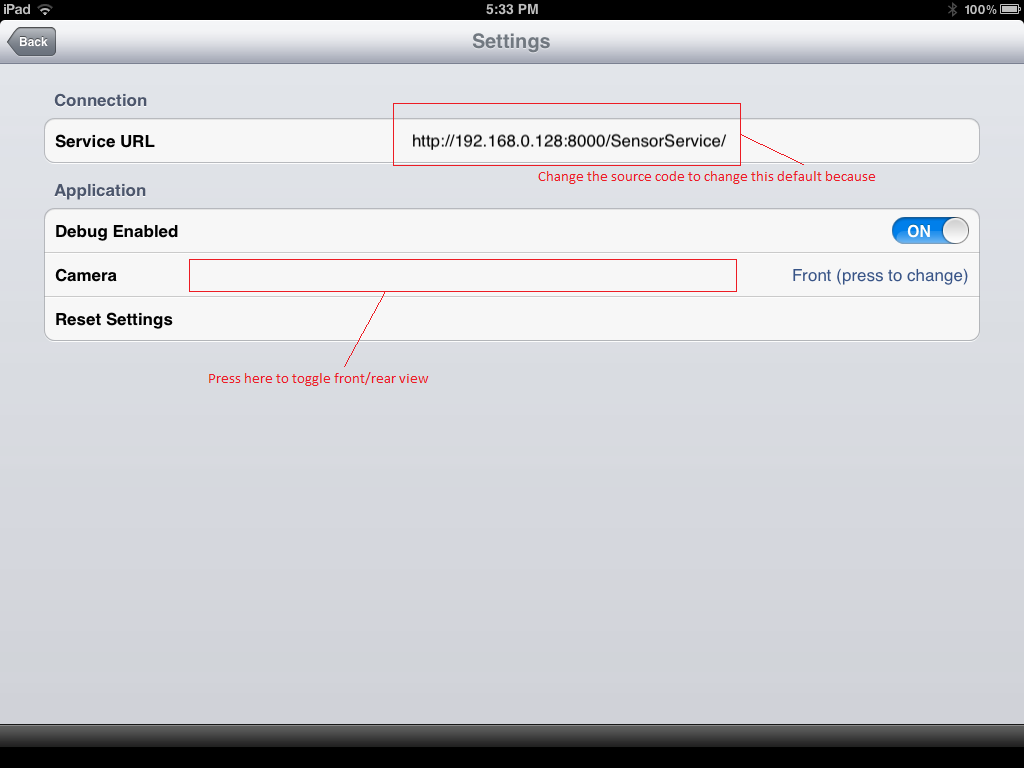 iPad 5:33 PM 100%
Back Settings
Connection
Service URL http://192.168.0.128:8000/SensorService/
Change the source code to change this default because
Application
Debug Enabled ON
Camera Front (press to change)
Reset Settings
Press here to toggle front/rear view